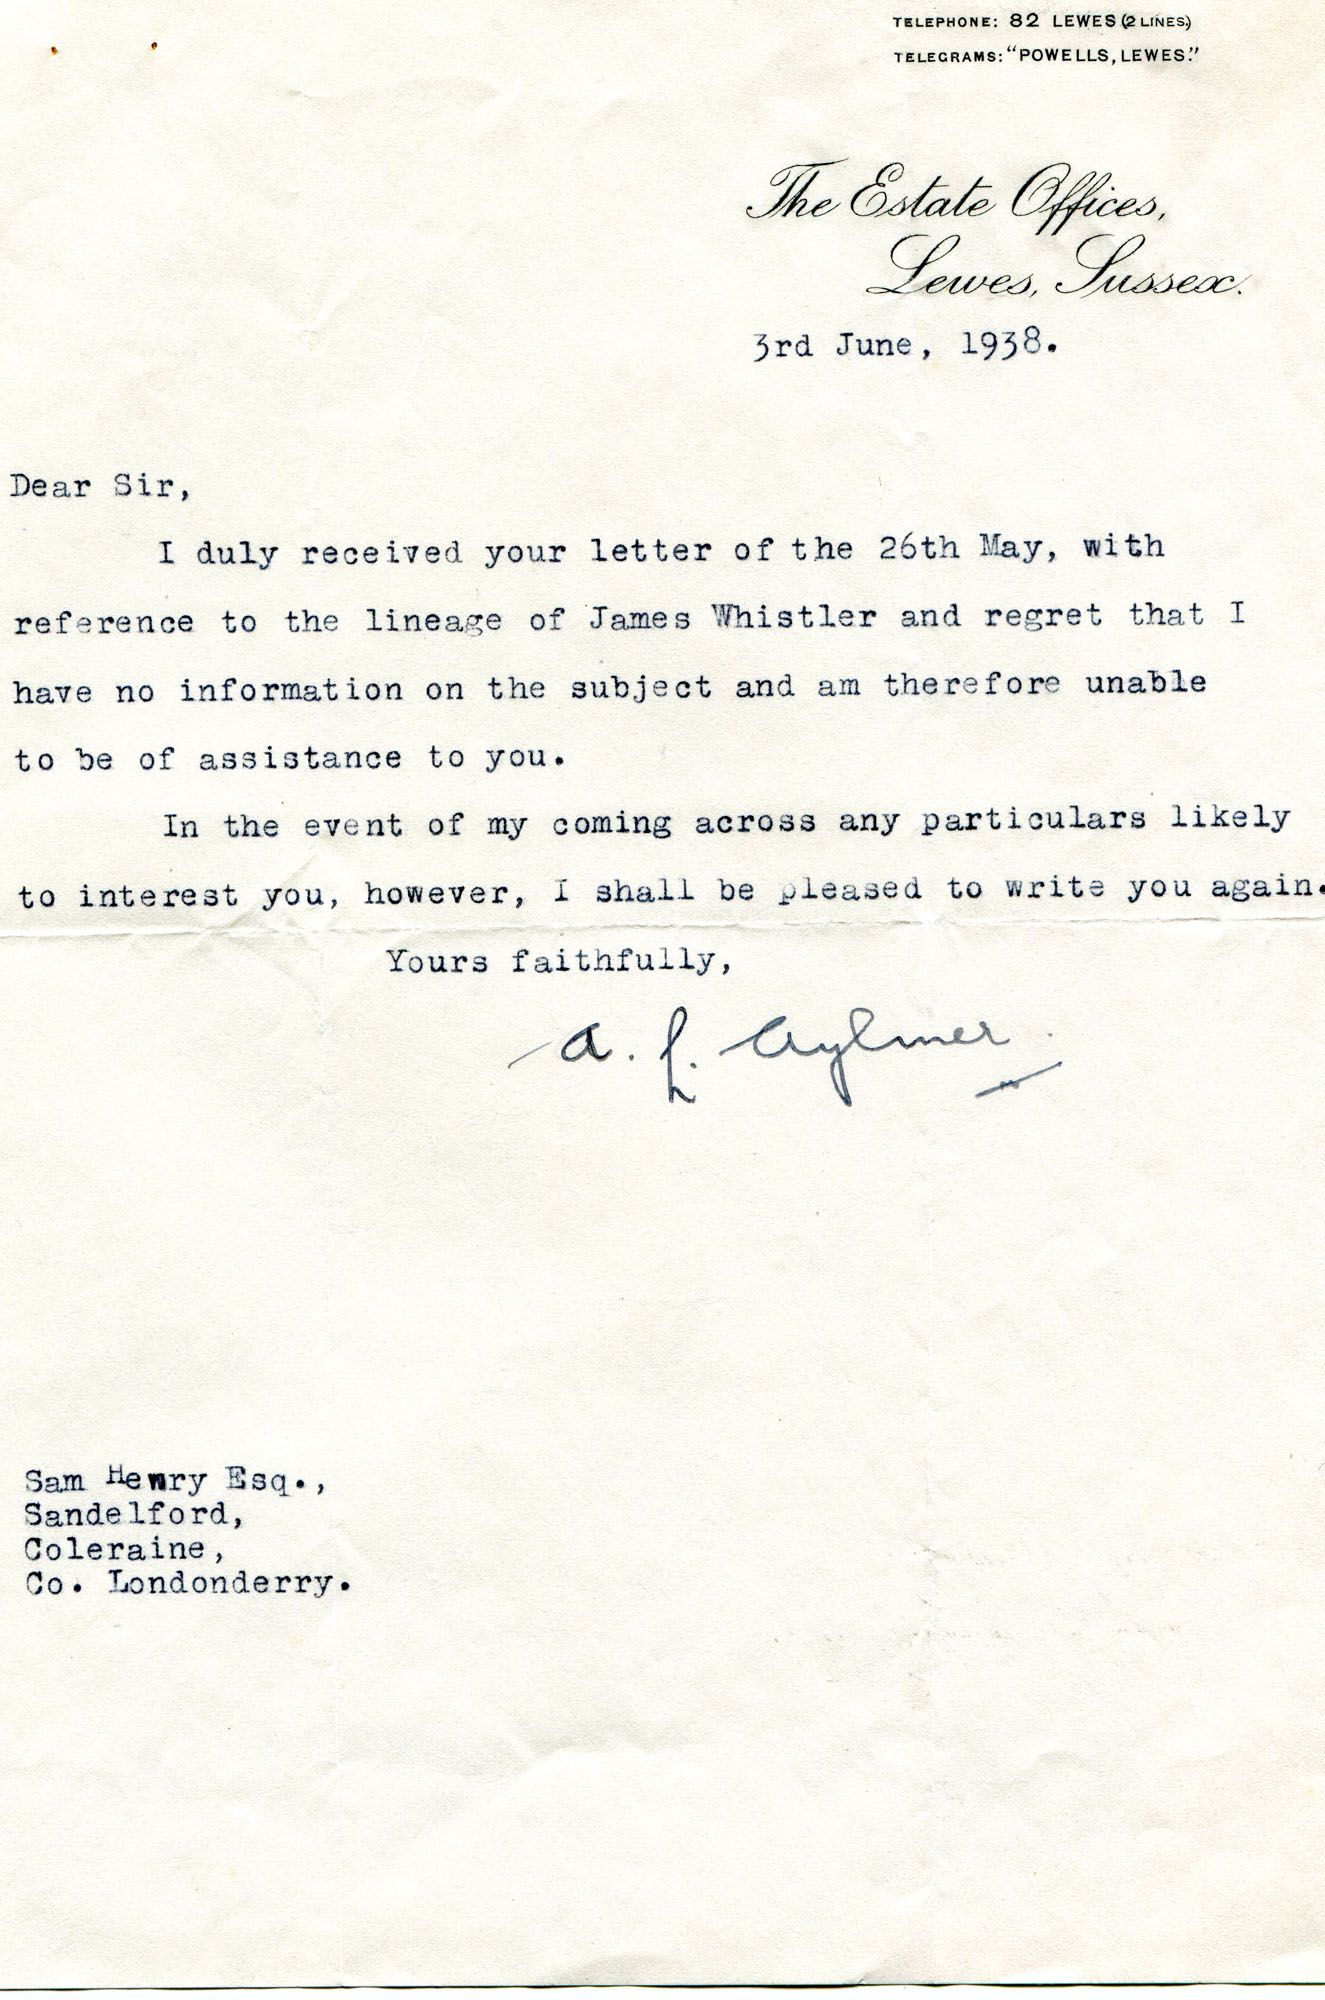 TELEPHONE: 82 LEWES (2 LINES)
TELEGRAMS: "POWELLS, LEWES."
The Estate Offices,
Lewes, Sussex.
3rd June, 1938.
Dear Sir,
I duly received your letter of the 26th May, with
reference to the lineage of James Whistler and regret that I
have no information on the subject and am therefore unable
to be of assistance to you.
In the event of my coming across any particulars likely
to interest you, however, I shall be pleased to write you again.
Yours faithfully,
A. L. Aylmer.
Sam Henry Esq.,
Sandelford,
Coleraine,
Co. Londonderry.